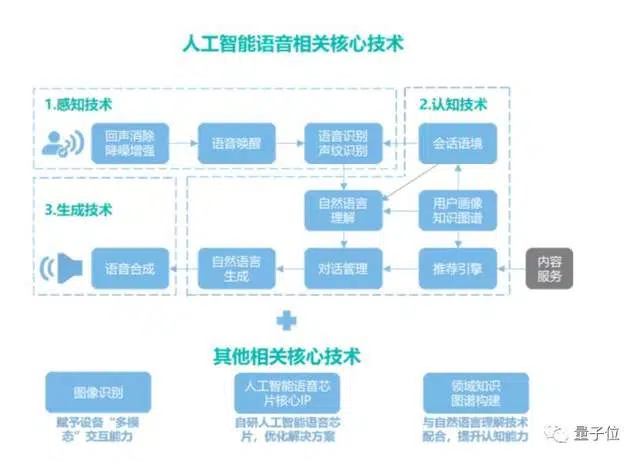 人工智能语音相关核心技术
1.感知技术
2.认知技术
回声消除
降噪增强
语音唤醒
语音识别
声纹识别
会话语境
自然语言
理解
用户画像
知识图谱
3.生成技术
语音合成
自然语言
生成
对话管理
推荐引擎
内容
服务
其他相关核心技术
图像识别
赋予设备“多模
态”交互能力
人工智能语音芯
片核心IP
自研人工智能语音芯
片，优化解决方案
领域知识
图谱构建
与自然语言理解技术
配合，提升认知能力
量子位